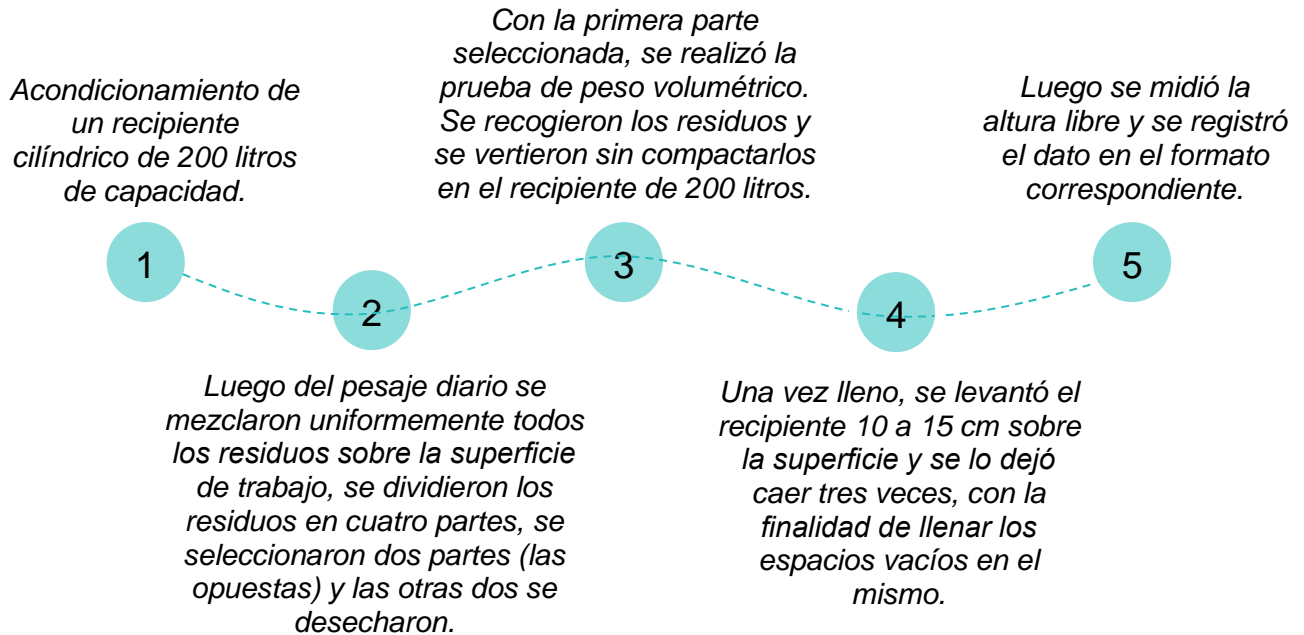 Acondicionamiento de
un recipiente
cilíndrico de 200 litros
de capacidad.
1
Luego del pesaje diario se
mezclaron uniformemente todos
los residuos sobre la superficie
de trabajo, se dividieron los
residuos en cuatro partes, se
seleccionaron dos partes (las
opuestas) y las otras dos se
desecharon.
2
Con la primera parte
seleccionada, se realizó la
prueba de peso volumétrico.
Se recogieron los residuos y
se vertieron sin compactarlos
en el recipiente de 200 litros.
3
Una vez lleno, se levantó el
recipiente 10 a 15 cm sobre
la superficie y se lo dejó
caer tres veces, con la
finalidad de llenar los
espacios vacíos en el
mismo.
4
Luego se midió la
altura libre y se registró
el dato en el formato
correspondiente.
5